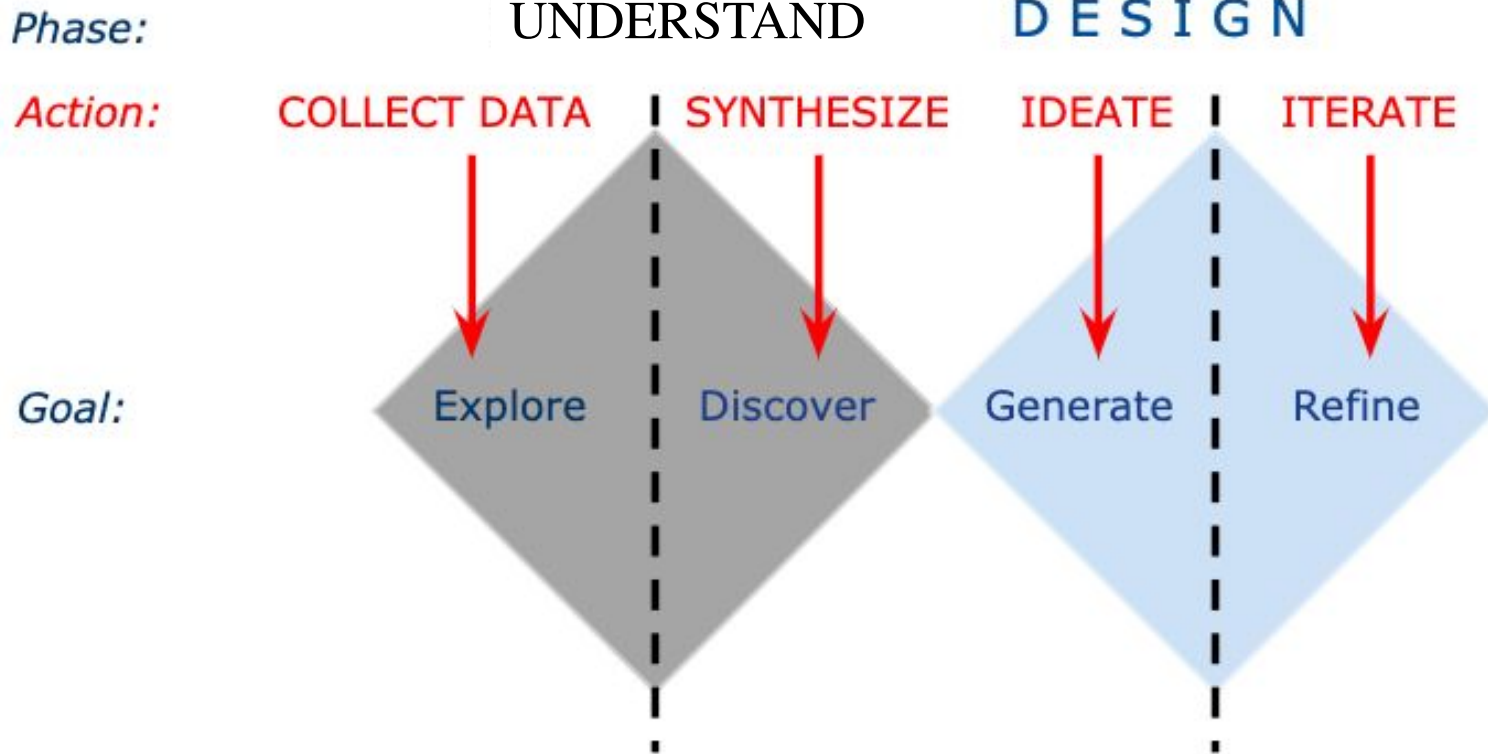 Phase: UNDERSTAND D E S I G N
Action: COLLECT DATA SYNTHESIZE IDEATE ITERATE
Goal: Explore Discover Generate Refine